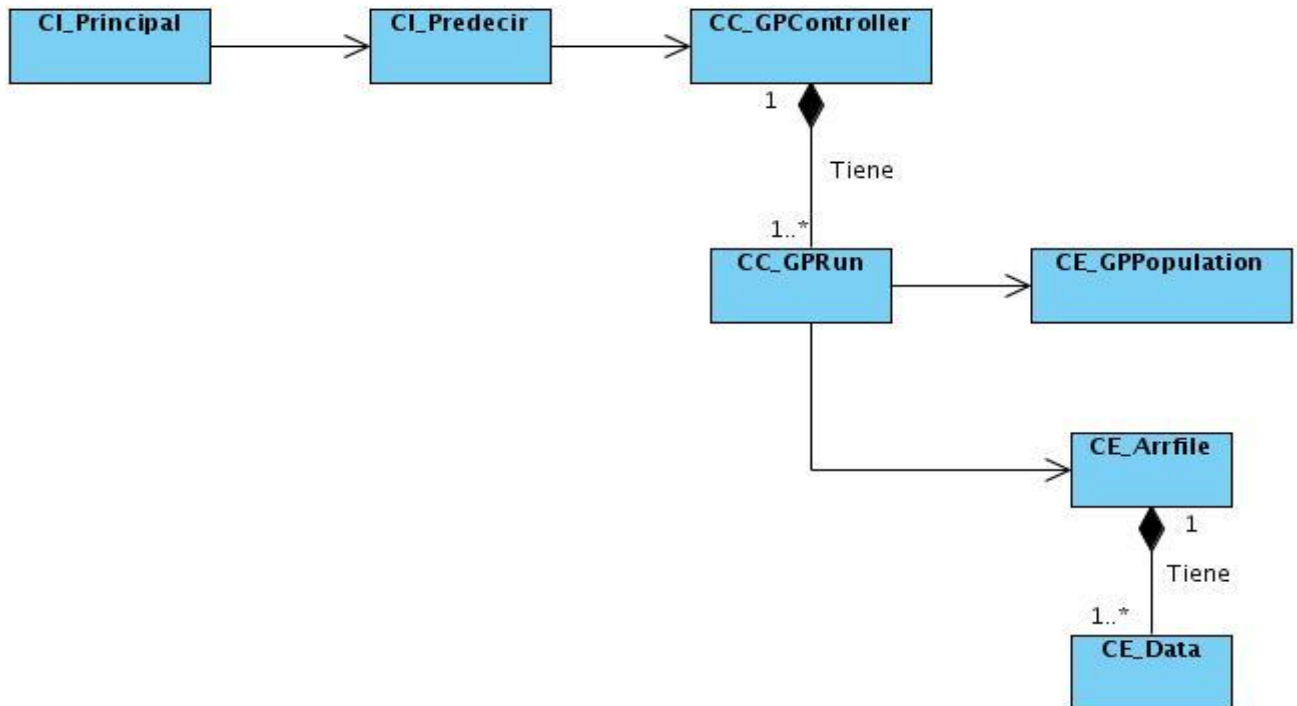 CI_Principal
CI_Predecir
CC_GPController
1
Tiene
1..*
CC_GPRun
CE_GPPopulation
CE_Arrfile
1
Tiene
1..*
CE_Data